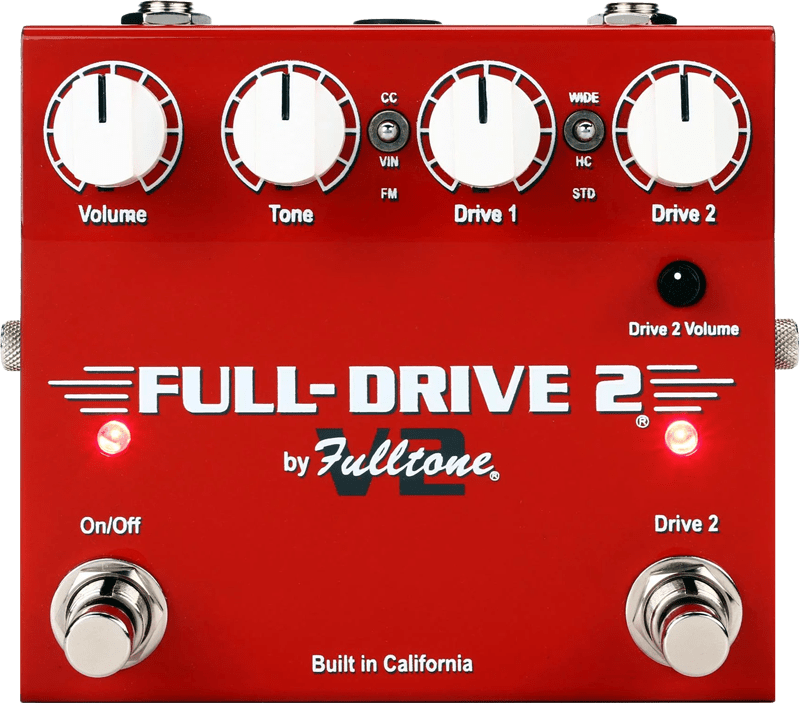 CC
WIDE
VIN
HC
FM
STD
Volume
Tone
Drive 1
Drive 2
Drive 2 Volume
FULL-DRIVE 2®
V2
by Fulltone®
On/Off
Drive 2
Built in California